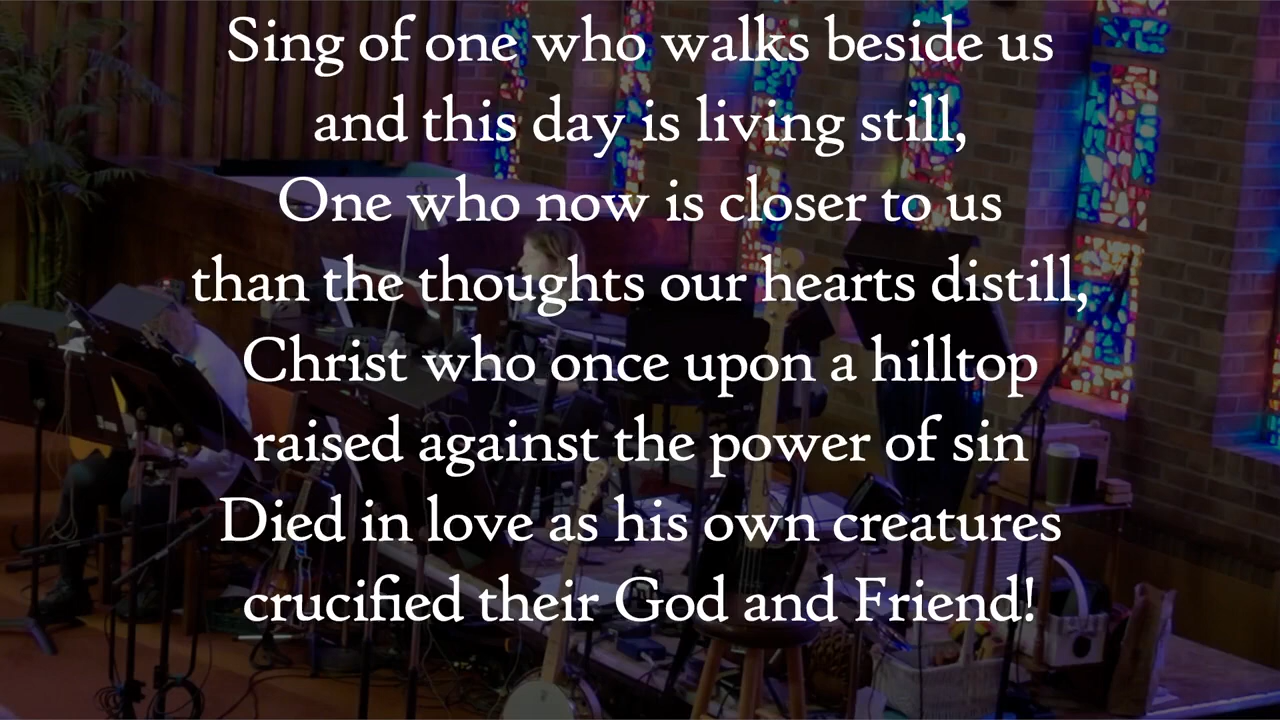 Sing of one who walks beside us
and this day is living still,
One who now is closer to us
than the thoughts our hearts distill,
Christ who once upon a hilltop
raised against the power of sin
Died in love as his own creatures
crucified their God and Friend!